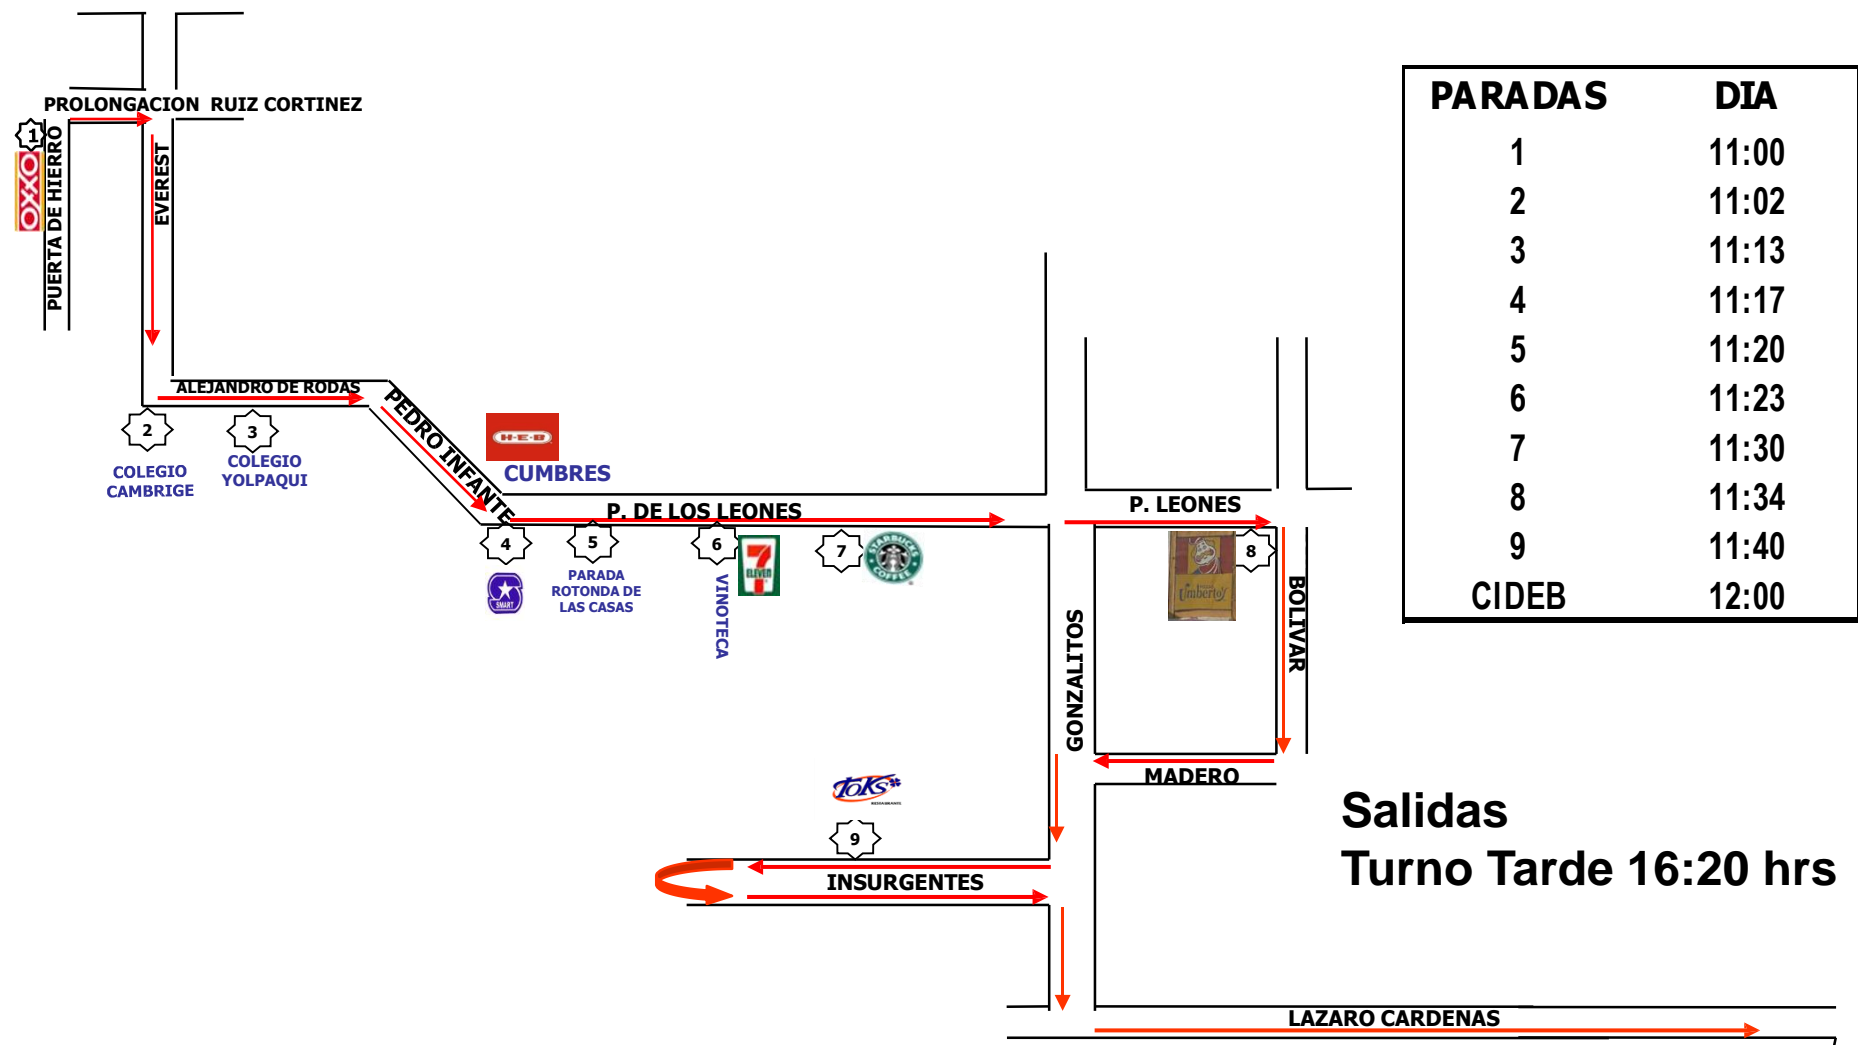 PROLONGACION RUIZ CORTINEZ
1
OXXO
PUERTA DE HIERRO
EVEREST
ALEJANDRO DE RODAS
2
COLEGIO
CAMBRIGE
3
COLEGIO
YOLPAQUI
PEDRO INFANTE
H-E-B
CUMBRES
P. DE LOS LEONES
4
SMART
5
PARADA
ROTONDA DE
LAS CASAS
6
VINOTECA
7
ELEVEN
7
STARBUCKS
COFFEE
P. LEONES
8
Umbertos
BOLIVAR
GONZALITOS
MADERO
TOKS
9
INSURGENTES
LAZARO CARDENAS
PARADAS DIA
1 11:00
2 11:02
3 11:13
4 11:17
5 11:20
6 11:23
7 11:30
8 11:34
9 11:40
CIDEB 12:00
Salidas
Turno Tarde 16:20 hrs